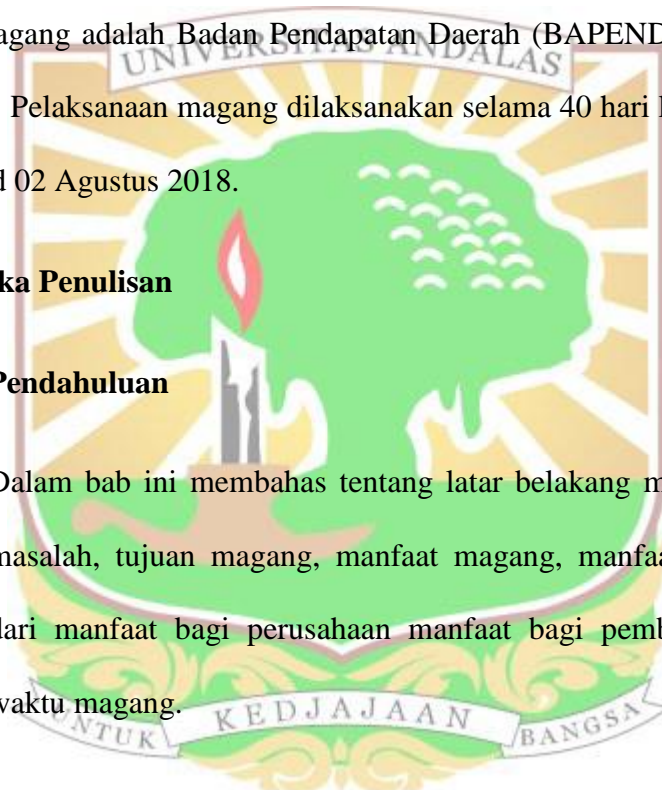 agang adalah Badan Pendapatan Daerah (BAPEND
UNIVERSITAS ANDALAS
Pelaksanaan magang dilaksanakan selama 40 hari
d 02 Agustus 2018.
ka Penulisan
Pendahuluan
Dalam bab ini membahas tentang latar belakang m
masalah, tujuan magang, manfaat magang, manfaa
dari manfaat bagi perusahaan manfaat bagi pemb
waktu magang.
UNTUK KEDJAJAAN BANGSA